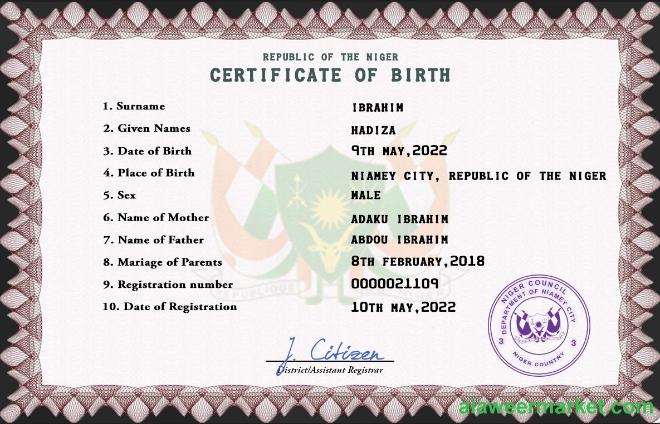 REPUBLIC OF THE NIGER
CERTIFICATE OF BIRTH
1. Surname IBRAHIM
2. Given Names HADIZA
3. Date of Birth 9TH MAY,2022
4. Place of Birth NIAMEY CITY, REPUBLIC OF THE NIGER
5. Sex MALE
6. Name of Mother ADAKU IBRAHIM
7. Name of Father ABDOU IBRAHIM
8. Mariage of Parents 8TH FEBRUARY,2018
9. Registration number 0000021109
10. Date of Registration 10TH MAY,2022
REPUBLIQUE
J. Citizen
District/Assistant Registrar
NIGER COUNCIL
DEPARTMENT OF NIAMEY CITY
3 3
NIGER COUNTRY
alaweermarket.com